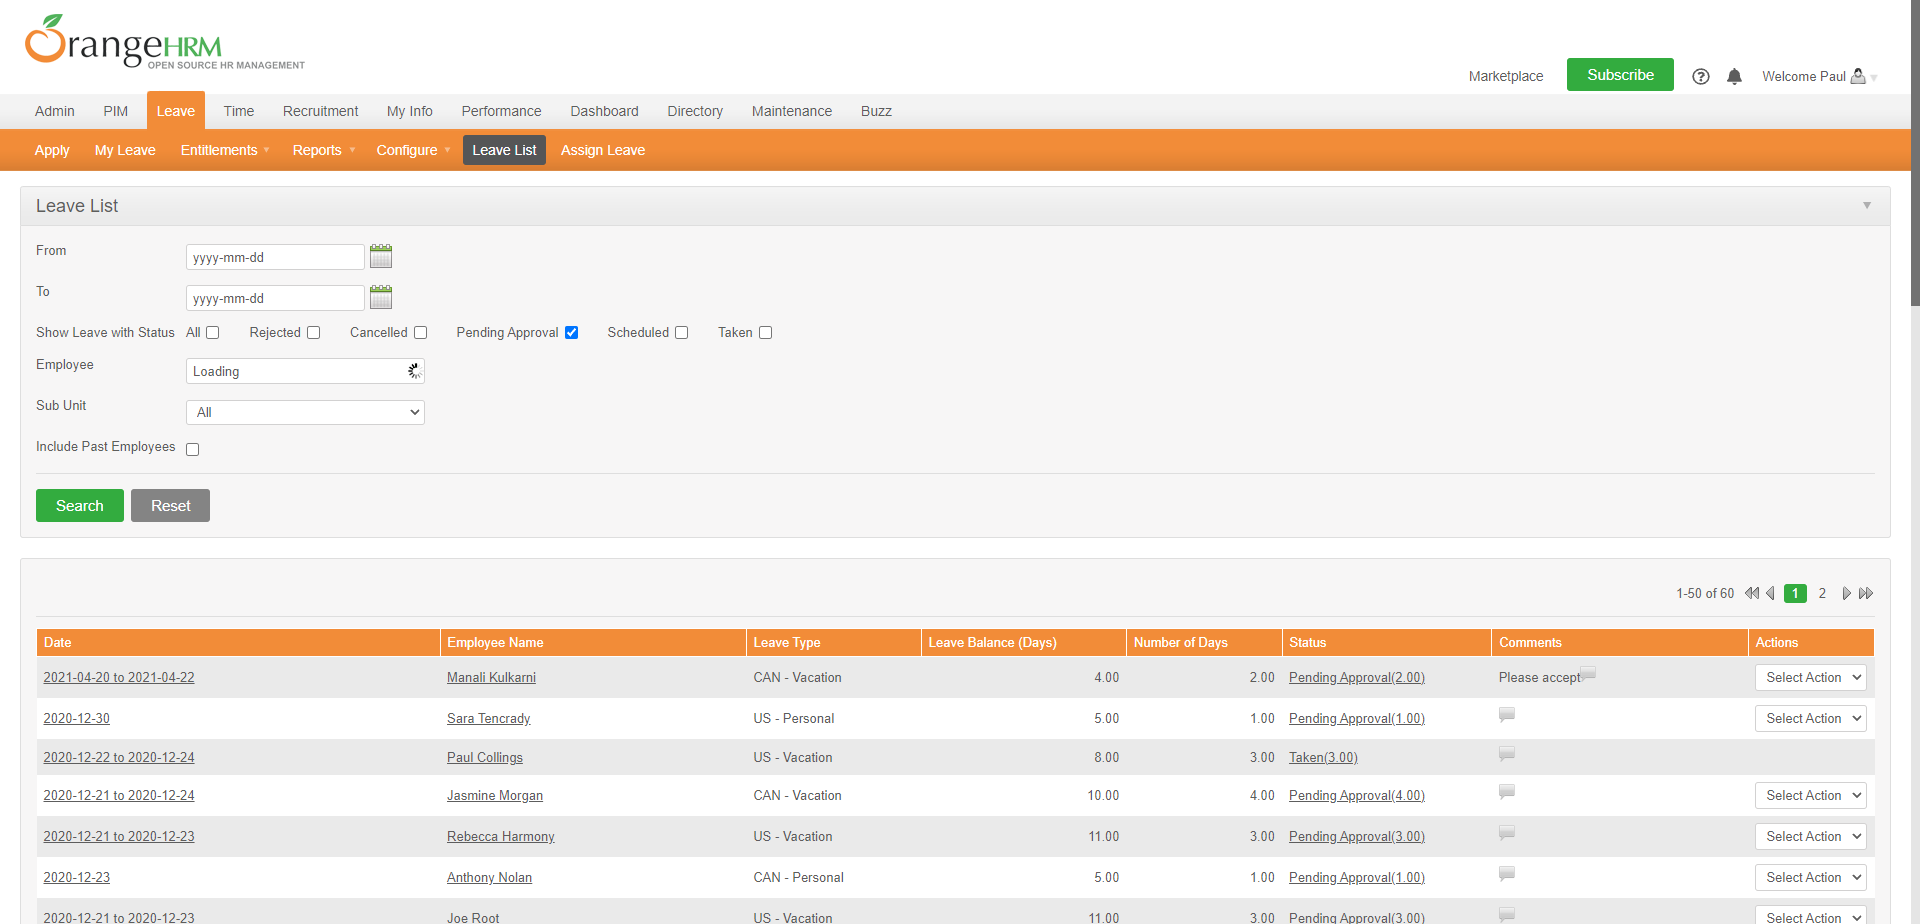 OrangeHRM
OPEN SOURCE HR MANAGEMENT
Marketplace Subscribe Welcome Paul
Admin PIM Leave Time Recruitment My Info Performance Dashboard Directory Maintenance Buzz
Apply My Leave Entitlements Reports Configure Leave List Assign Leave
Leave List
From yyyy-mm-dd
To yyyy-mm-dd
Show Leave with Status All Rejected Cancelled Pending Approval Scheduled Taken
Employee Loading
Sub Unit All
Include Past Employees
Search Reset
1-50 of 60 1 2
Date Employee Name Leave Type Leave Balance (Days) Number of Days Status Comments Actions
2021-04-20 to 2021-04-22 Manali Kulkarni CAN - Vacation 4.00 2.00 Pending Approval(2.00) Please accept Select Action
2020-12-30 Sara Tencrady US - Personal 5.00 1.00 Pending Approval(1.00) Select Action
2020-12-22 to 2020-12-24 Paul Collings US - Vacation 8.00 3.00 Taken(3.00)
2020-12-21 to 2020-12-24 Jasmine Morgan CAN - Vacation 10.00 4.00 Pending Approval(4.00) Select Action
2020-12-21 to 2020-12-23 Rebecca Harmony US - Vacation 11.00 3.00 Pending Approval(3.00) Select Action
2020-12-23 Anthony Nolan CAN - Personal 5.00 1.00 Pending Approval(1.00) Select Action
2020-12-21 to 2020-12-23 Joe Root US - Vacation 11.00 3.00 Pending Approval(3.00) Select Action